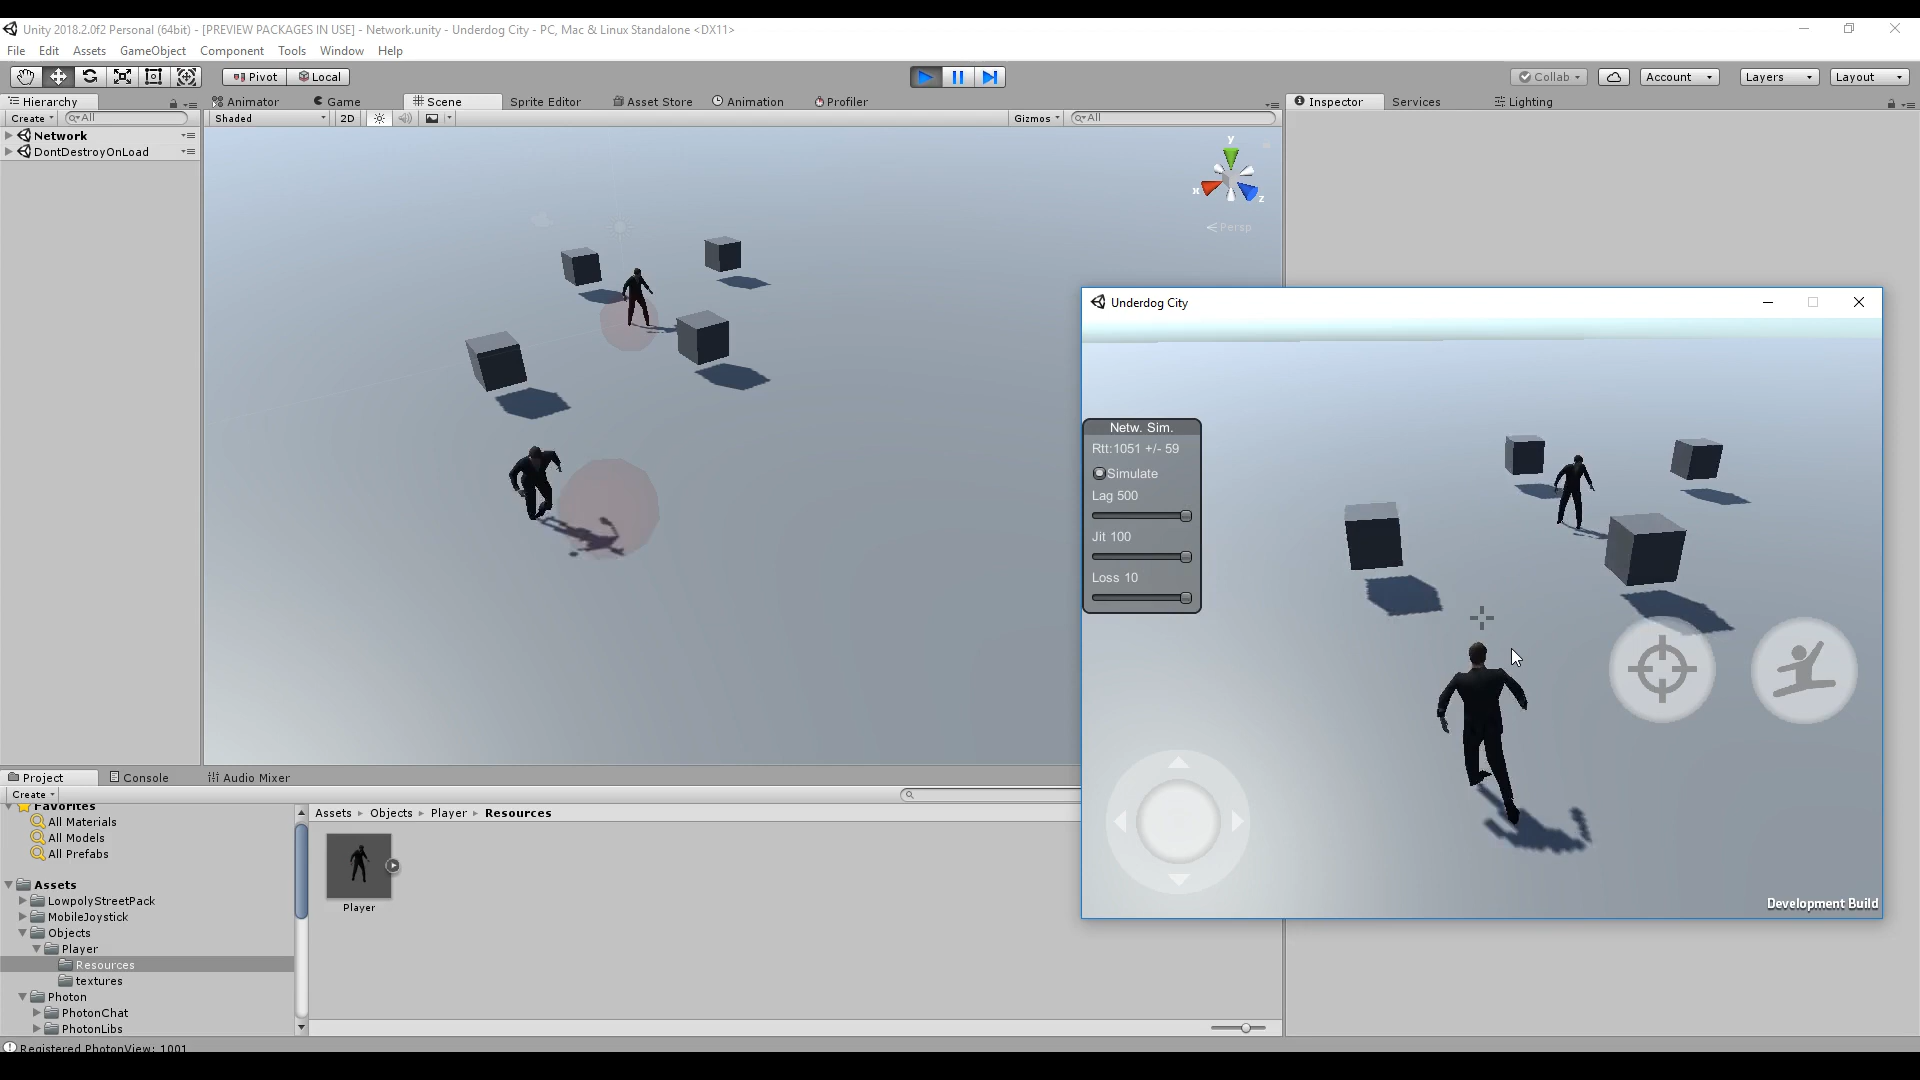 Unity 2018.2.0f2 Personal (64bit) - [PREVIEW PACKAGES IN USE] - Network.unity - Underdog City - PC, Mac & Linux Standalone <DX11>
File Edit Assets GameObject Component Tools Window Help
Pivot Local Collab Account Layers Layout
Hierarchy Animator Game Scene Sprite Editor Asset Store Animation Profiler Inspector Services Lighting
Create All Shaded 2D Gizmos All
Network
DontDestroyOnLoad
y
x
z
Persp
Underdog City
Netw. Sim.
Rtt:1051 +/- 59
Simulate
Lag 500
Jit 100
Loss 10
Development Build
Project Console Audio Mixer
Create
Favorites
All Materials
All Models
All Prefabs
Assets
LowpolyStreetPack
MobileJoystick
Objects
Player
Resources
textures
Photon
PhotonChat
PhotonLibs
Assets Objects Player Resources
Player
Registered PhotonView: 1001